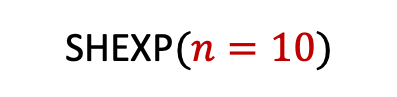 SHEXP(n = 10)